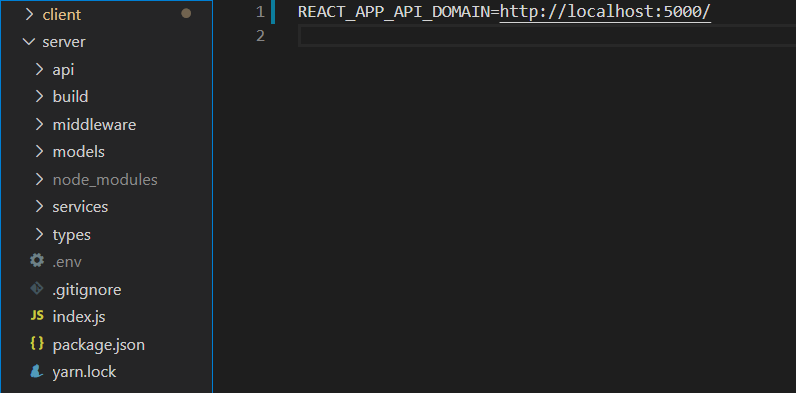 client
server
api
build
middleware
models
node_modules
services
types
.env
.gitignore
JS index.js
{} package.json
yarn.lock
1 REACT_APP_API_DOMAIN=http://localhost:5000/
2